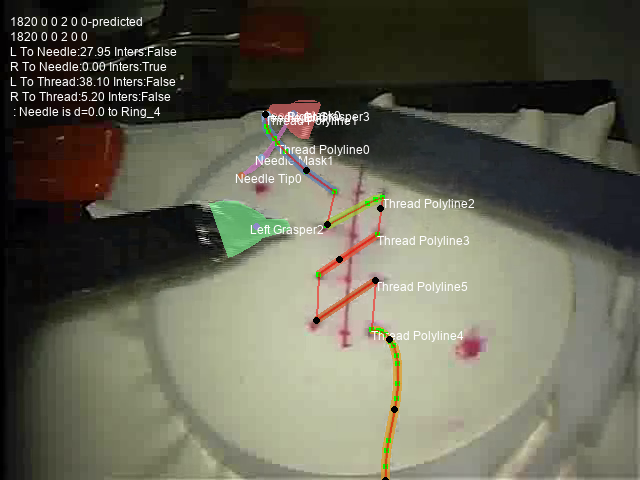 1820 0 0 2 0 0-predicted
1820 0 0 2 0 0
L To Needle:27.95 Inters:False
R To Needle:0.00 Inters:True
L To Thread:38.10 Inters:False
R To Thread:5.20 Inters:False
: Needle is d=0.0 to Ring_4
Thread Polyline1
Thread Polyline0
Needle Mask1
Needle Tip0
Thread Polyline2
Left Grasper2
Thread Polyline3
Thread Polyline5
Thread Polyline4